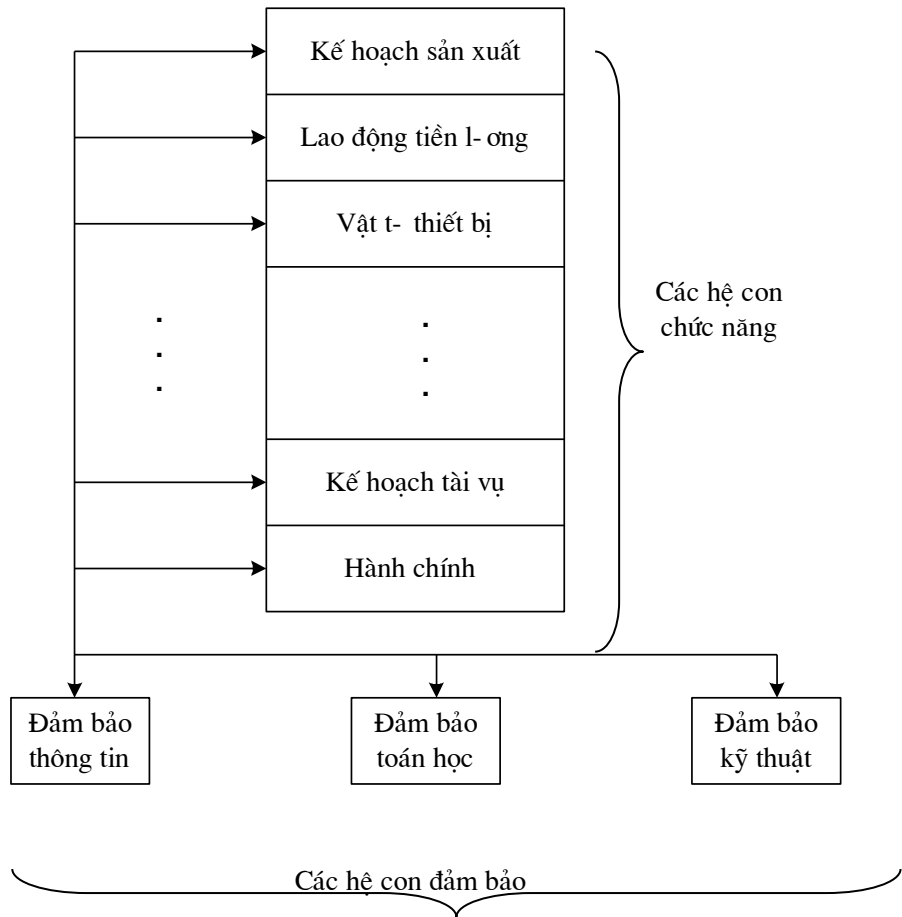 Kế hoạch sản xuất
Lao động tiền l- ơng
Vật t- thiết bị
Các hệ con
chức năng
Kế hoạch tài vụ
Hành chính
Đảm bảo
thông tin
Đảm bảo
toán học
Đảm bảo
kỹ thuật
Các hệ con đảm bảo